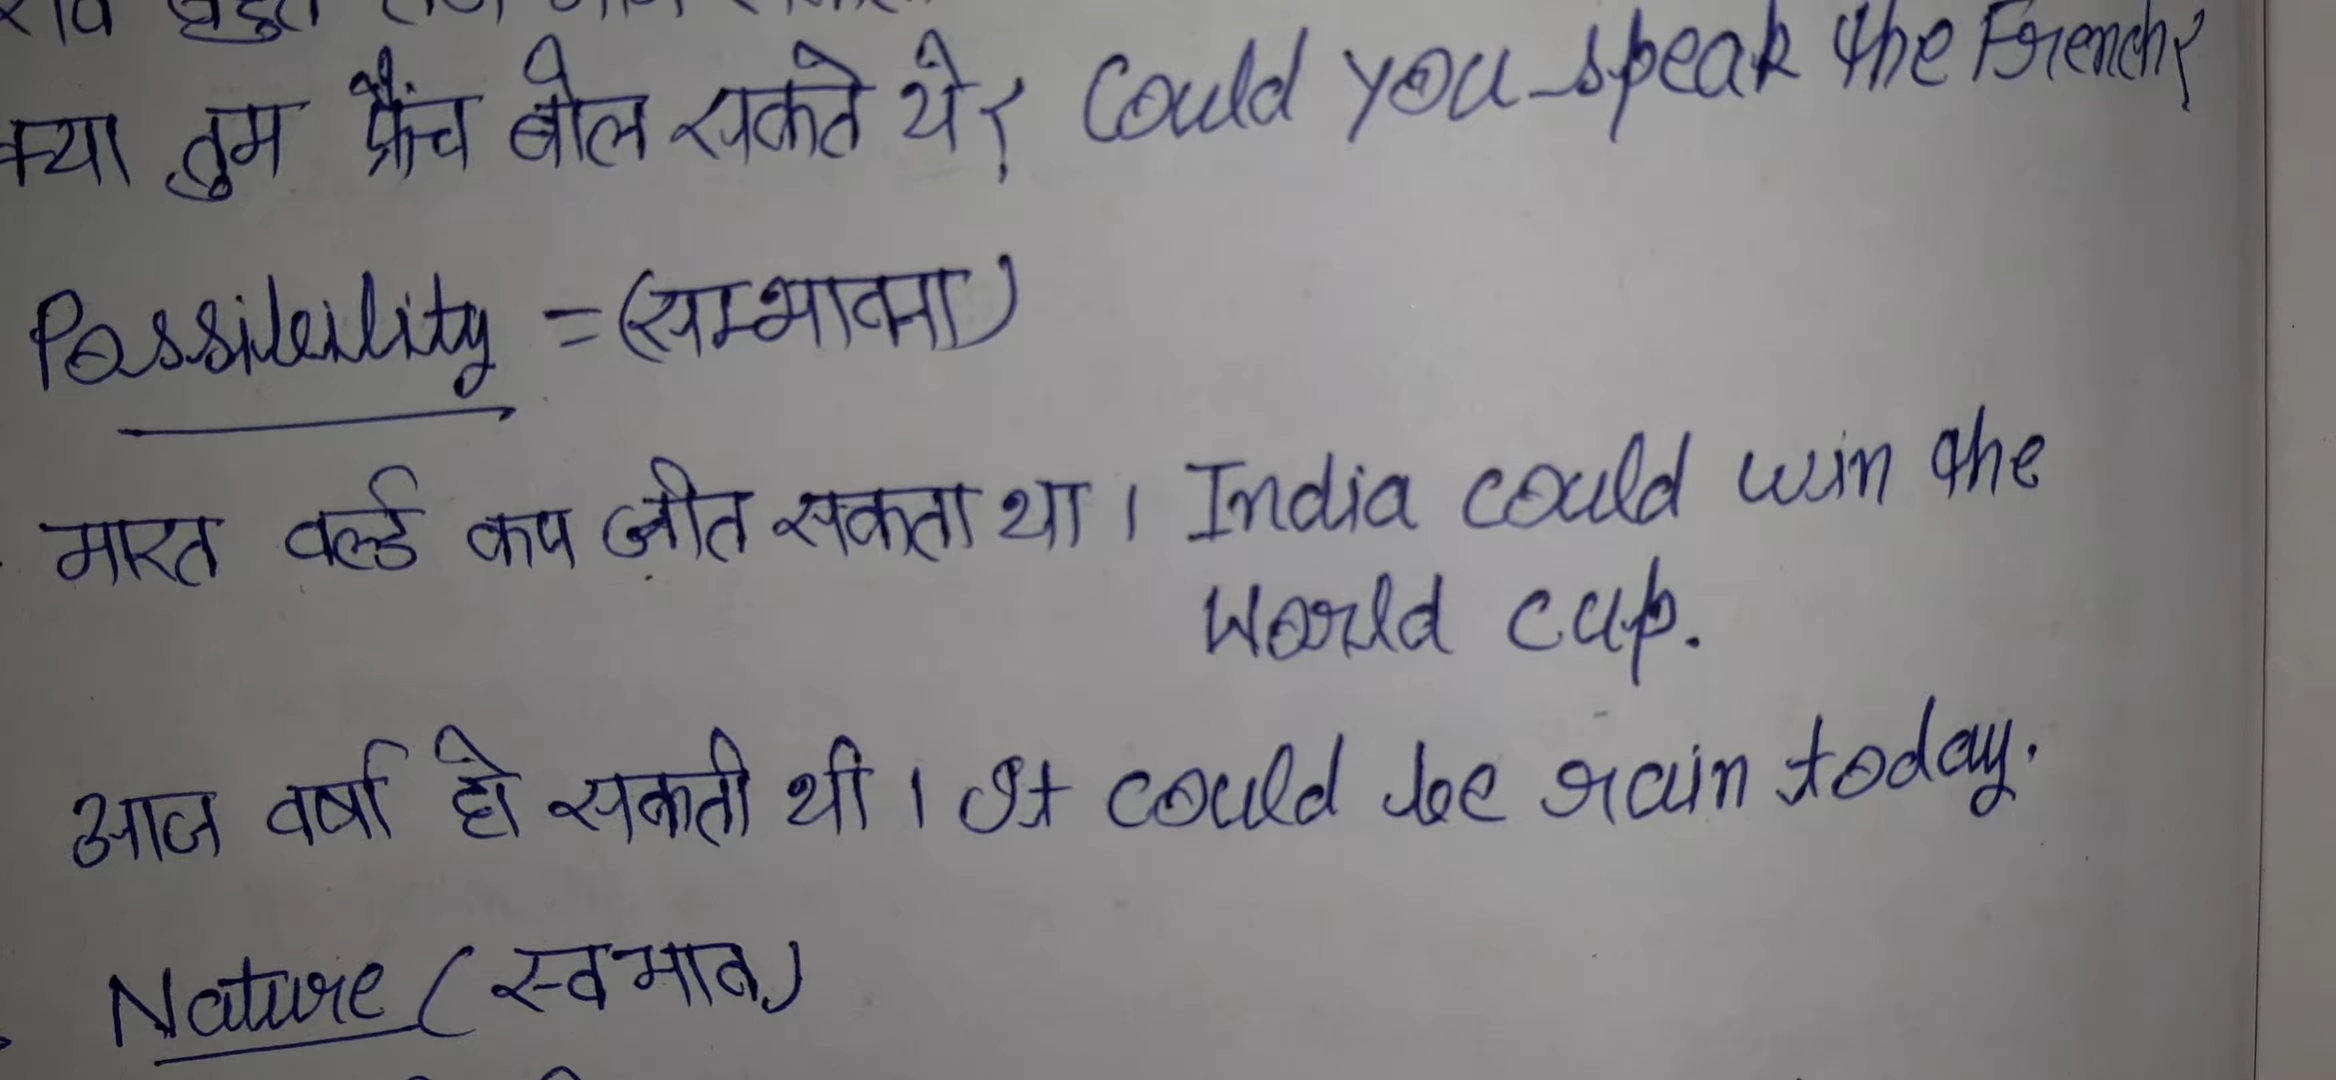 क्या तुम फ्रैंच बोल सकते थे? Could you speak the French?
Possibility = (सम्भावना)
भारत वर्ल्ड कप जीत सकता था। India could win the
World cup.
आज वर्षा हो सकती थी। It could be rain today.
Nature (स्वभाव)